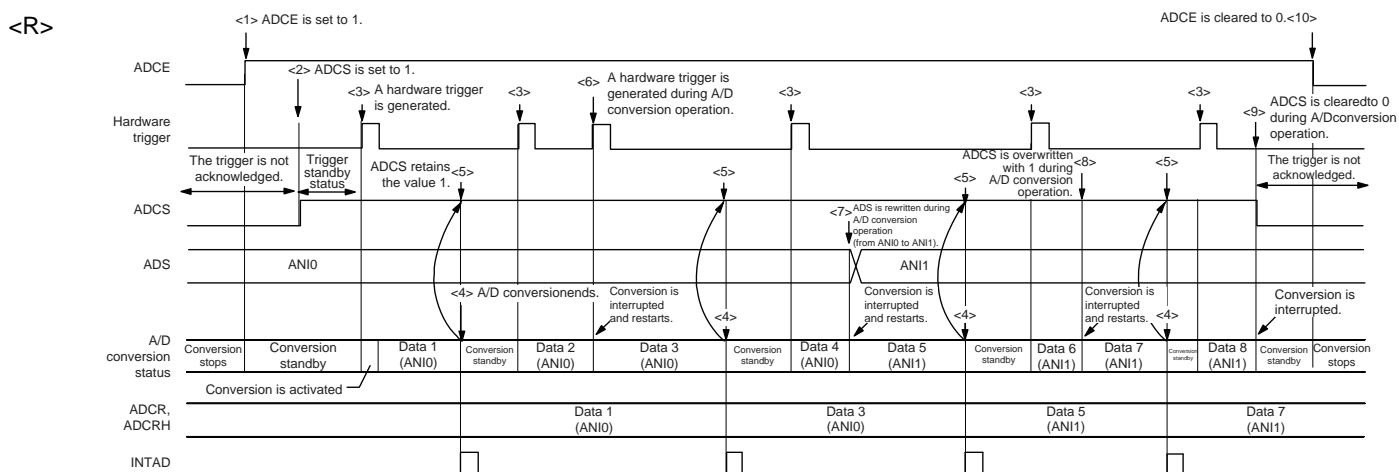 <R>
<1> ADCE is set to 1.
ADCE is cleared to 0.<10>
ADCE
<2> ADCS is set to 1.
<3> A hardware trigger
is generated.
<3>
<6> A hardware trigger is
generated during A/D
conversion operation.
<3>
<3>
<3>
<9>
ADCS is clearedto 0
during A/Dconversion
operation.
Hardware
trigger
The trigger is not
acknowledged.
Trigger
standby
status
ADCS retains
the value 1.
<5>
<5>
<5>
ADCS is overwritten
with 1 during
A/D conversion
operation.
<8>
<5>
The trigger is not
acknowledged.
ADCS
<7> ADS is rewritten during
A/D conversion
operation
(from ANI0 to ANI1).
ADS
ANI0
ANI1
<4> A/D conversionends.
Conversion is
interrupted
and restarts.
<4>
Conversion is
interrupted
and restarts.
<4>
Conversion is
interrupted
and restarts.
<4>
Conversion is
interrupted.
A/D
conversion
status
Conversion
stops
Conversion
standby
Data 1
(ANI0)
Conversion
standby
Data 2
(ANI0)
Data 3
(ANI0)
Conversion
standby
Data 4
(ANI0)
Data 5
(ANI1)
Conversion
standby
Data 6
(ANI1)
Data 7
(ANI1)
Conversion
standby
Data 8
(ANI1)
Conversion
standby
Conversion
stops
Conversion is activated
ADCR,
ADCRH
Data 1
(ANI0)
Data 3
(ANI0)
Data 5
(ANI1)
Data 7
(ANI1)
INTAD